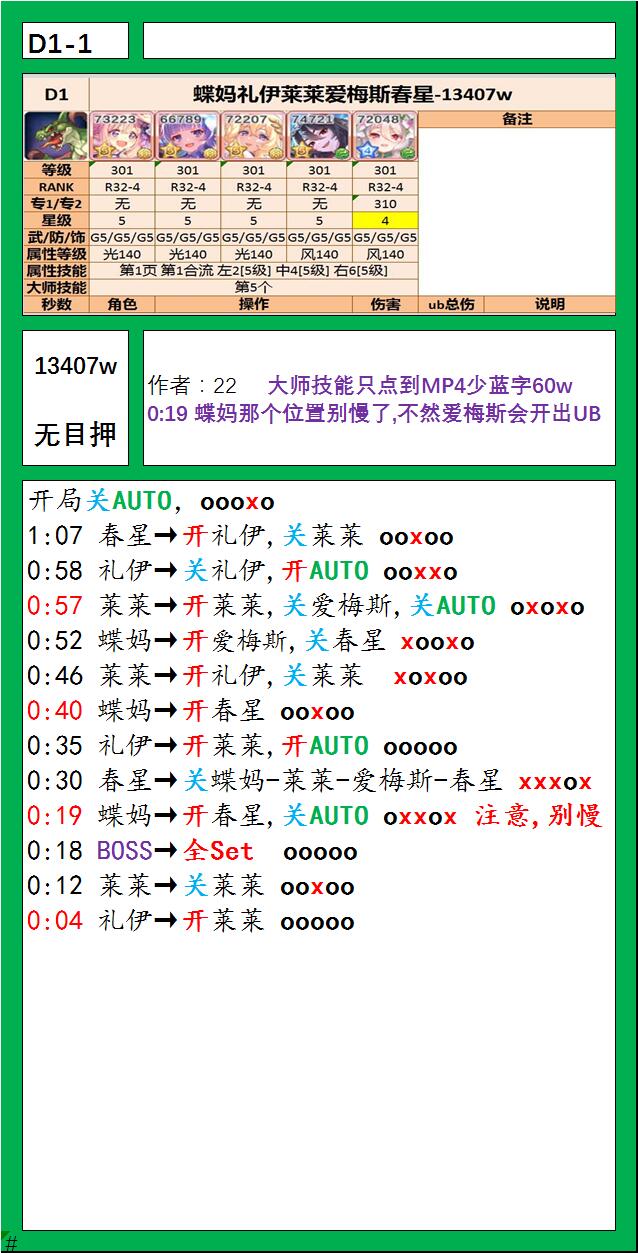 D1-1
D1 蝶妈礼伊莱莱爱梅斯春星-13407w
73223 66789 72207 74721 72048 备注
等级 301 301 301 301 301
RANK R32-4 R32-4 R32-4 R32-4 R32-4
专1/专2 无 无 无 无 310
星级 5 5 5 5 4
武/防/饰 G5/G5/G5 G5/G5/G5 G5/G5/G5 G5/G5/G5 G5/G5/G5
属性等级 光140 光140 光140 风140 风140
属性技能 第1页 第1合流 左2[5级] 中4[5级] 右6[5级]
大师技能 第5个
秒数 角色 操作 伤害 ub总伤 说明
13407w
无目押
作者：22 大师技能只点到MP4少蓝字60w
0:19 蝶妈那个位置别慢了,不然爱梅斯会开出UB
开局关AUTO, oooxo
1:07 春星→开礼伊,关莱莱 ooxoo
0:58 礼伊→关礼伊,开AUTO ooxxo
0:57 莱莱→开莱莱,关爱梅斯,关AUTO oxoxo
0:52 蝶妈→开爱梅斯,关春星 xooxo
0:46 莱莱→开礼伊,关莱莱 xoxoo
0:40 蝶妈→开春星 ooxoo
0:35 礼伊→开莱莱,开AUTO ooooo
0:30 春星→关蝶妈-莱莱-爱梅斯-春星 xxxox
0:19 蝶妈→开春星,关AUTO oxxox 注意,别慢
0:18 BOSS→全Set ooooo
0:12 莱莱→关莱莱 ooxoo
0:04 礼伊→开莱莱 ooooo
#